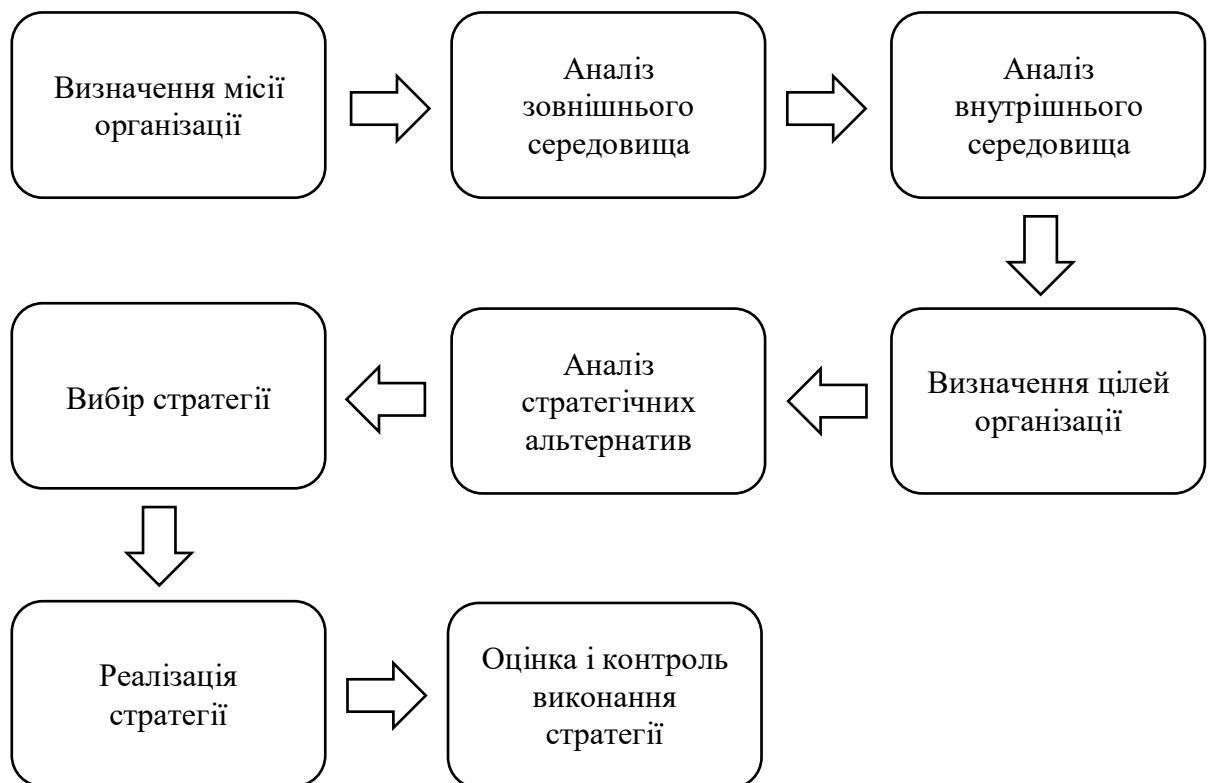 Визначення місії
організації
Аналіз
зовнішнього
середовища
Аналіз
внутрішнього
середовища
Визначення цілей
організації
Аналіз
стратегічних
альтернатив
Вибір стратегії
Реалізація
стратегії
Оцінка і контроль
виконання
стратегії